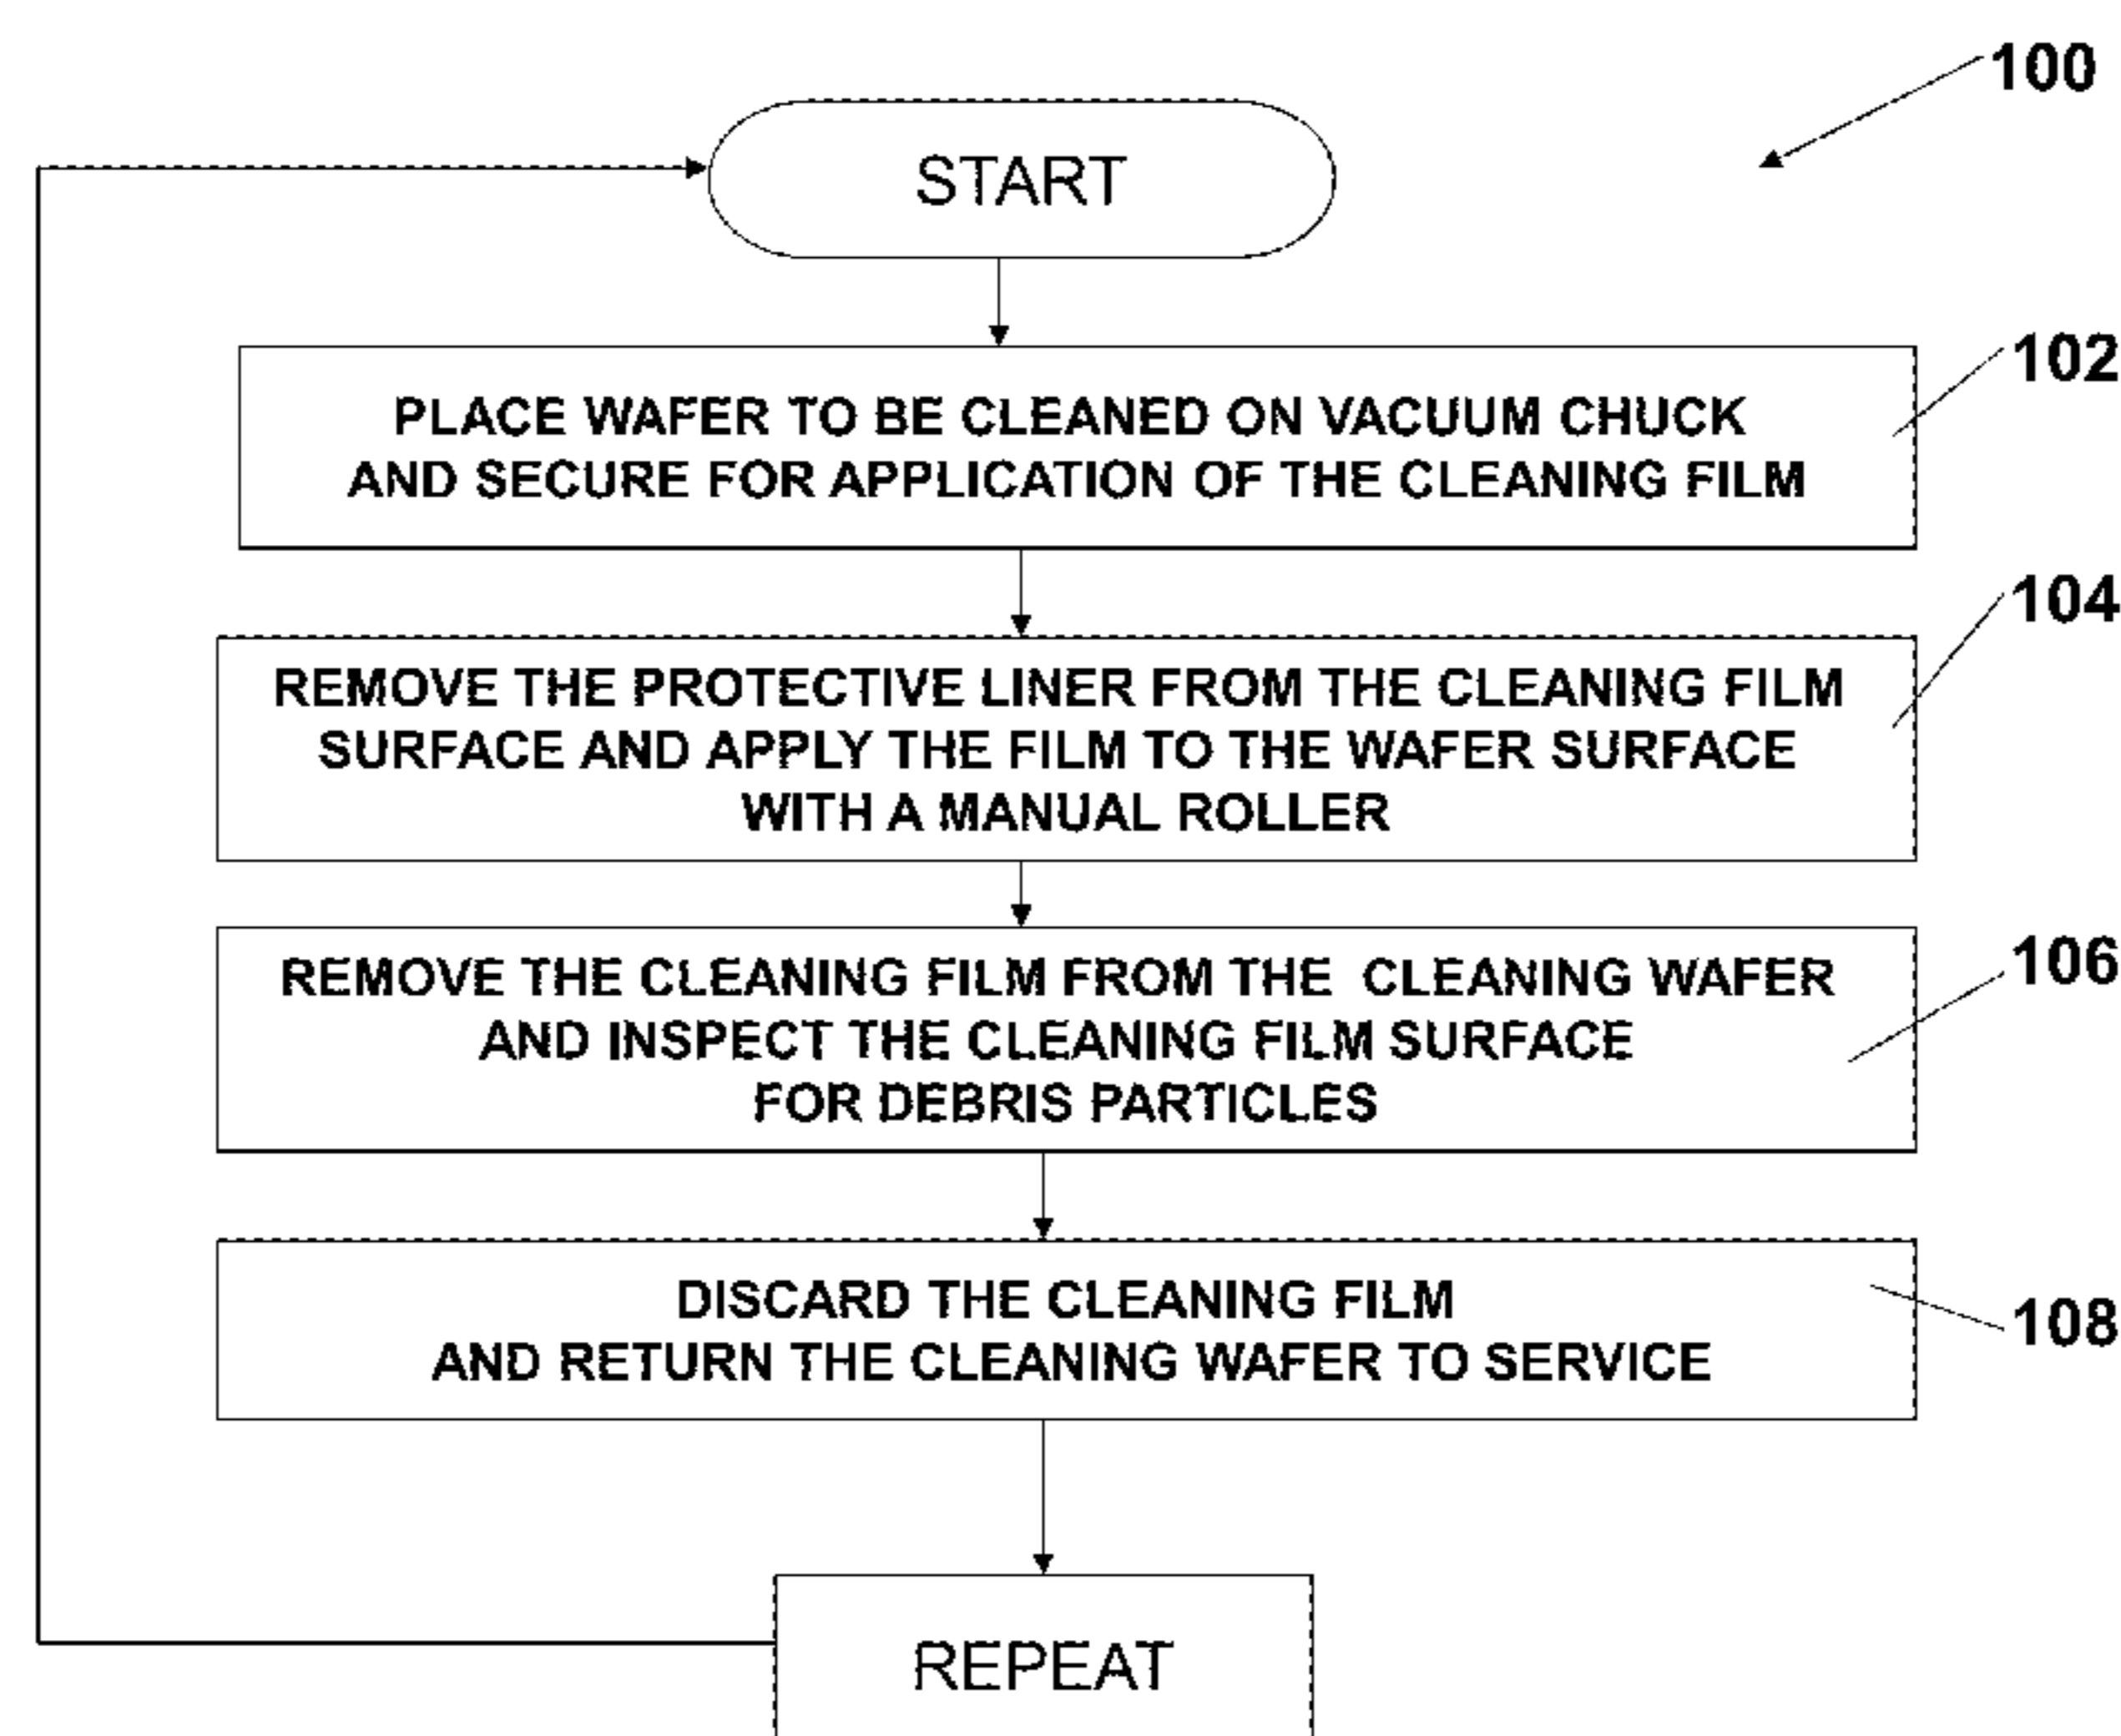 100
START
102
PLACE WAFER TO BE CLEANED ON VACUUM CHUCK
AND SECURE FOR APPLICATION OF THE CLEANING FILM
104
REMOVE THE PROTECTIVE LINER FROM THE CLEANING FILM
SURFACE AND APPLY THE FILM TO THE WAFER SURFACE
WITH A MANUAL ROLLER
106
REMOVE THE CLEANING FILM FROM THE CLEANING WAFER
AND INSPECT THE CLEANING FILM SURFACE
FOR DEBRIS PARTICLES
DISCARD THE CLEANING FILM
108
AND RETURN THE CLEANING WAFER TO SERVICE
REPEAT